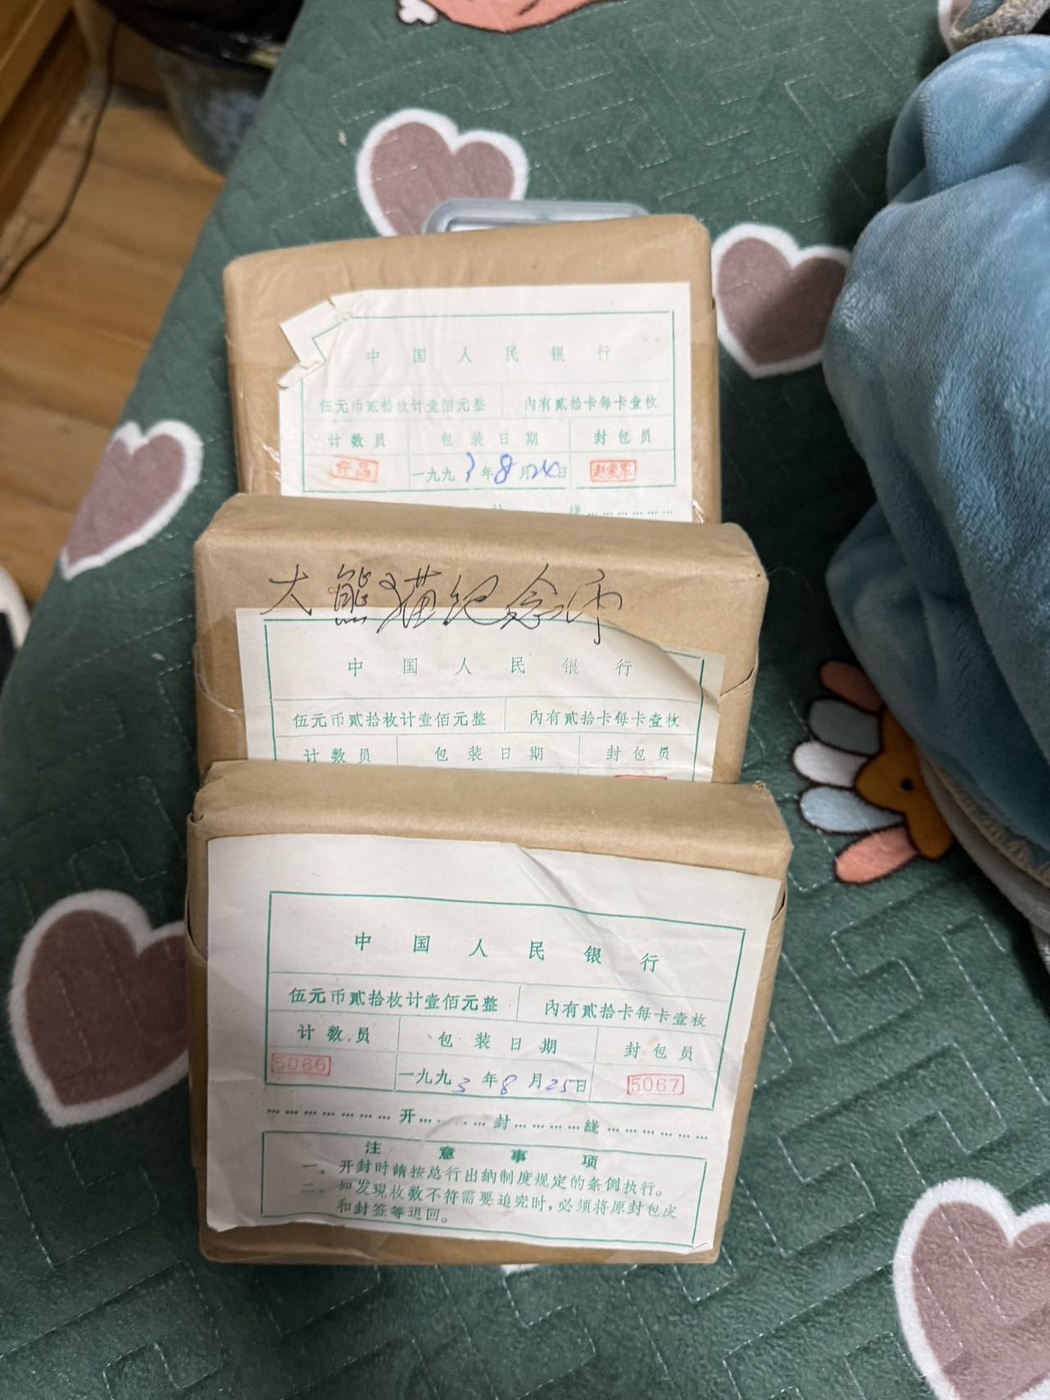 中国人民银行
伍元币贰拾枚计壹佰元整 内有贰拾卡每卡壹枚
计数员 包装日期 封包员
许昌 一九九3年8月24日
大熊猫纪念币
中国人民银行
伍元币贰拾枚计壹佰元整 内有贰拾卡每卡壹枚
计数员 包装日期 封包员
中国人民银行
伍元币贰拾枚计壹佰元整 内有贰拾卡每卡壹枚
计数员 包装日期 封包员
5086 一九九3年8月25日 5067
开封线
注意事项
一、开封时请按总行出纳制度规定的条例执行。
二、如发现枚数不符需要追究时，必须将原封包皮
和封签等退回。